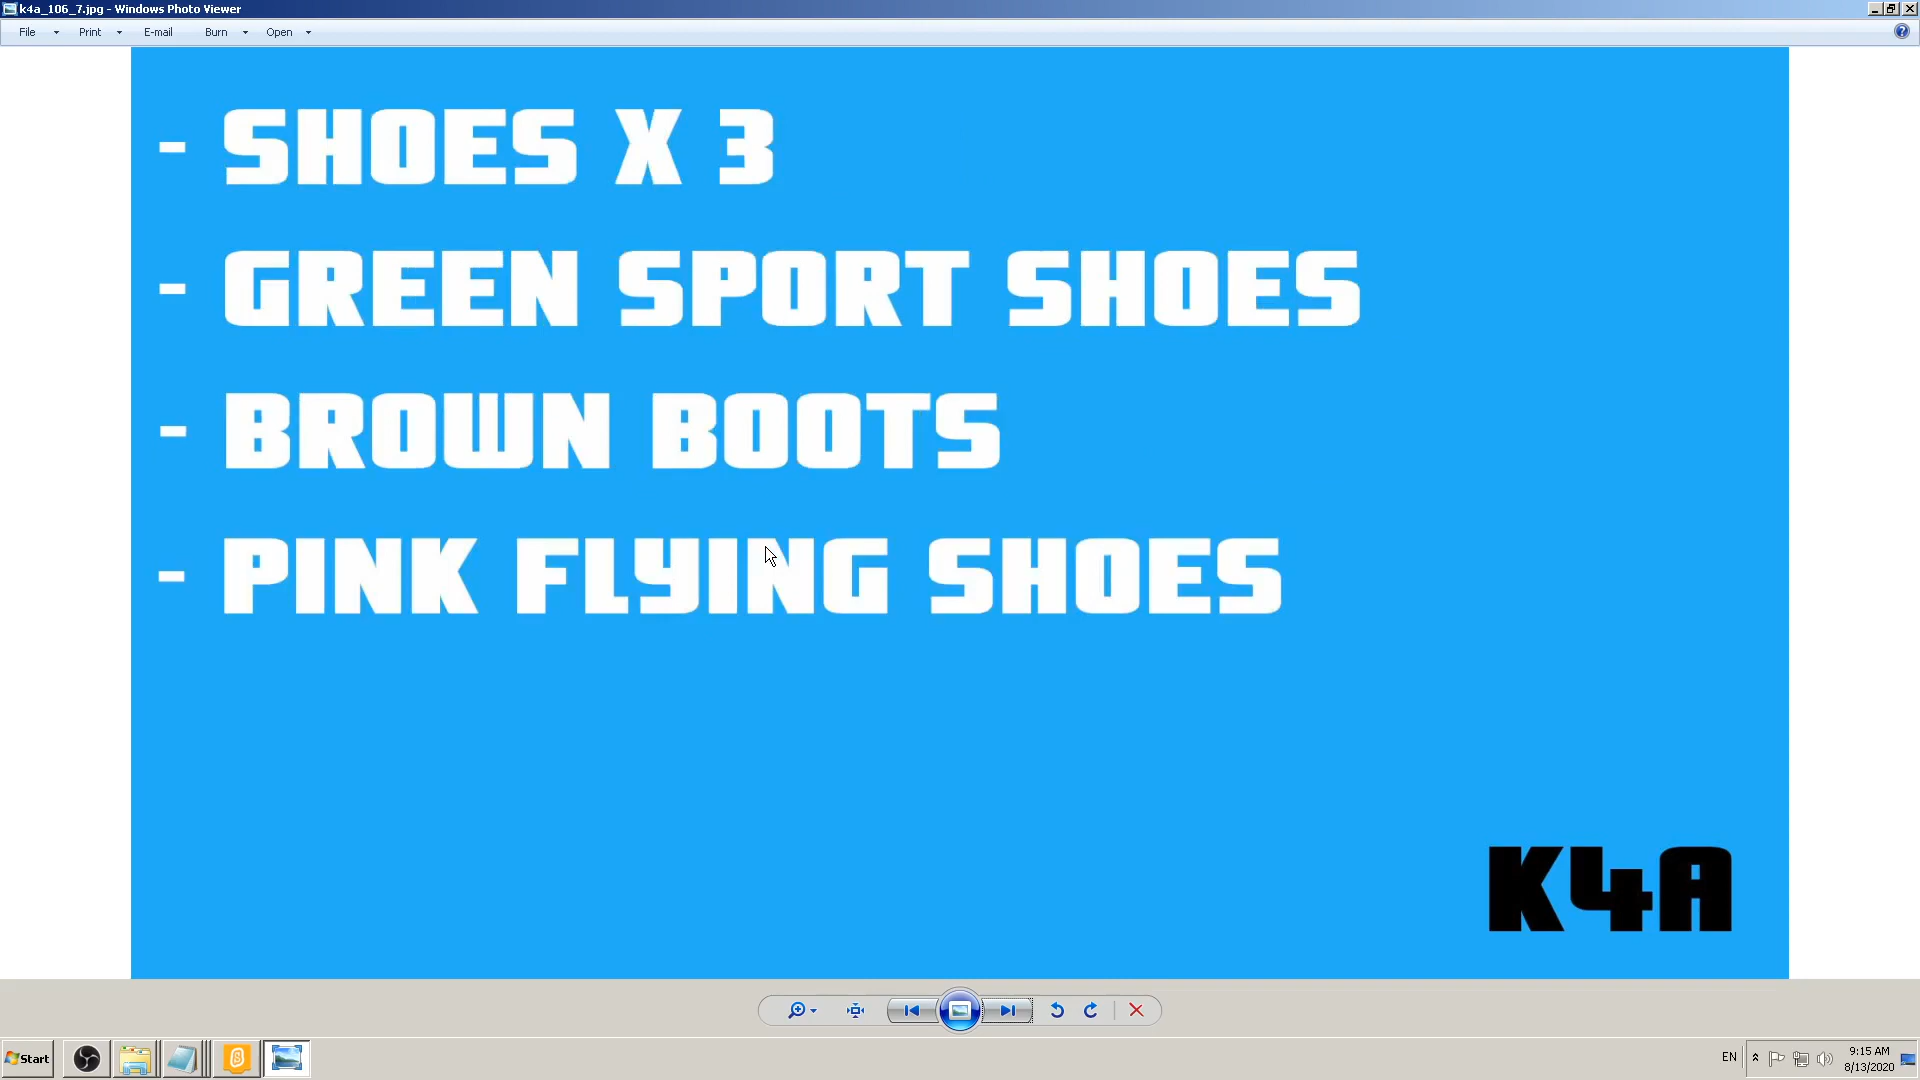 k4a_106_7.jpg - Windows Photo Viewer
File Print E-mail Burn Open
- SHOES X 3
- GREEN SPORT SHOES
- BROWN BOOTS
- PINK FLYING SHOES
K4A
Start EN 9:15 AM
8/13/2020